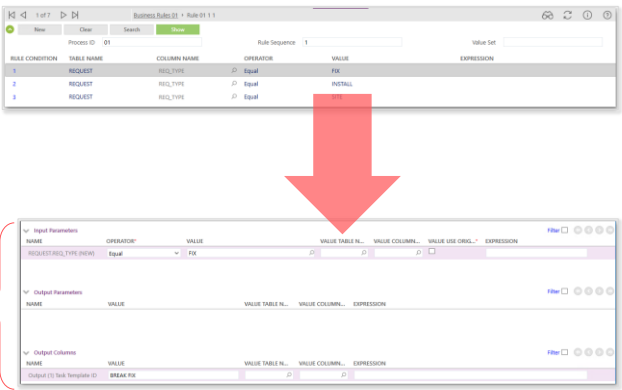 1 of 7 Business Rules 01 › Rule 01 1 1
New Clear Search Show
Process ID 01 Rule Sequence 1 Value Set
RULE CONDITION TABLE NAME COLUMN NAME OPERATOR VALUE EXPRESSION
1 REQUEST REQ_TYPE Equal FIX
2 REQUEST REQ_TYPE Equal INSTALL
3 REQUEST REQ_TYPE Equal
Input Parameters Filter
NAME OPERATOR* VALUE VALUE TABLE N... VALUE COLUMN... VALUE USE ORIG...* EXPRESSION
REQUEST.REQ_TYPE (NEW) Equal FIX
Output Parameters Filter
NAME VALUE VALUE TABLE N... VALUE COLUMN... EXPRESSION
Output Columns Filter
NAME VALUE VALUE TABLE N... VALUE COLUMN... EXPRESSION
Output (1) Task Template ID BREAK FIX